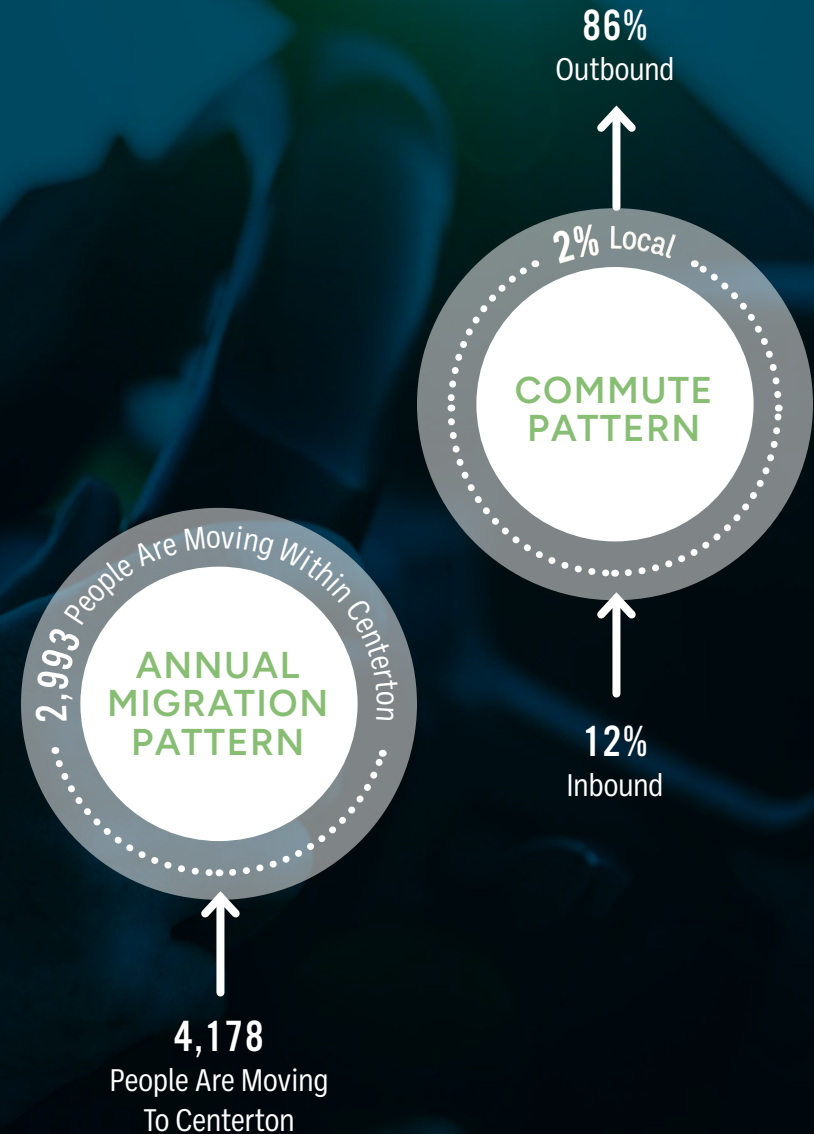 86%
Outbound
2% Local
COMMUTE
PATTERN
12%
Inbound
2,993 People Are Moving Within Centerton
ANNUAL
MIGRATION
PATTERN
4,178
People Are Moving
To Centerton